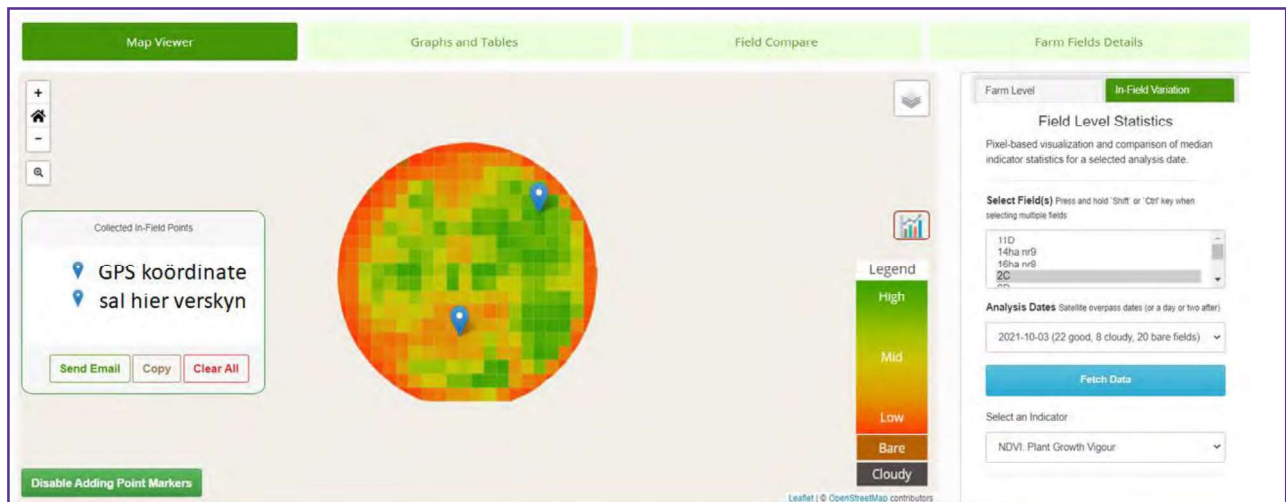 Map Viewer
Graphs and Tables
Field Compare
Farm Fields Details
+
−
Collected In-Field Points
GPS koördinate
sal hier verskyn
Send Email
Copy
Clear All
Disable Adding Point Markers
Legend
High
Mid
Low
Bare
Cloudy
Leaflet | © OpenStreetMap contributors
Farm Level
In-Field Variation
Field Level Statistics
Pixel-based visualization and comparison of median
indicator statistics for a selected analysis date.
Select Field(s) Press and hold `Shift` or `Ctrl` key when
selecting multiple fields
11D
14ha nr9
16ha nr9
2C
Analysis Dates Satellite overpass dates (or a day or two after)
2021-10-03 (22 good, 8 cloudy, 20 bare fields)
Fetch Data
Select an Indicator
NDVI: Plant Growth Vigour